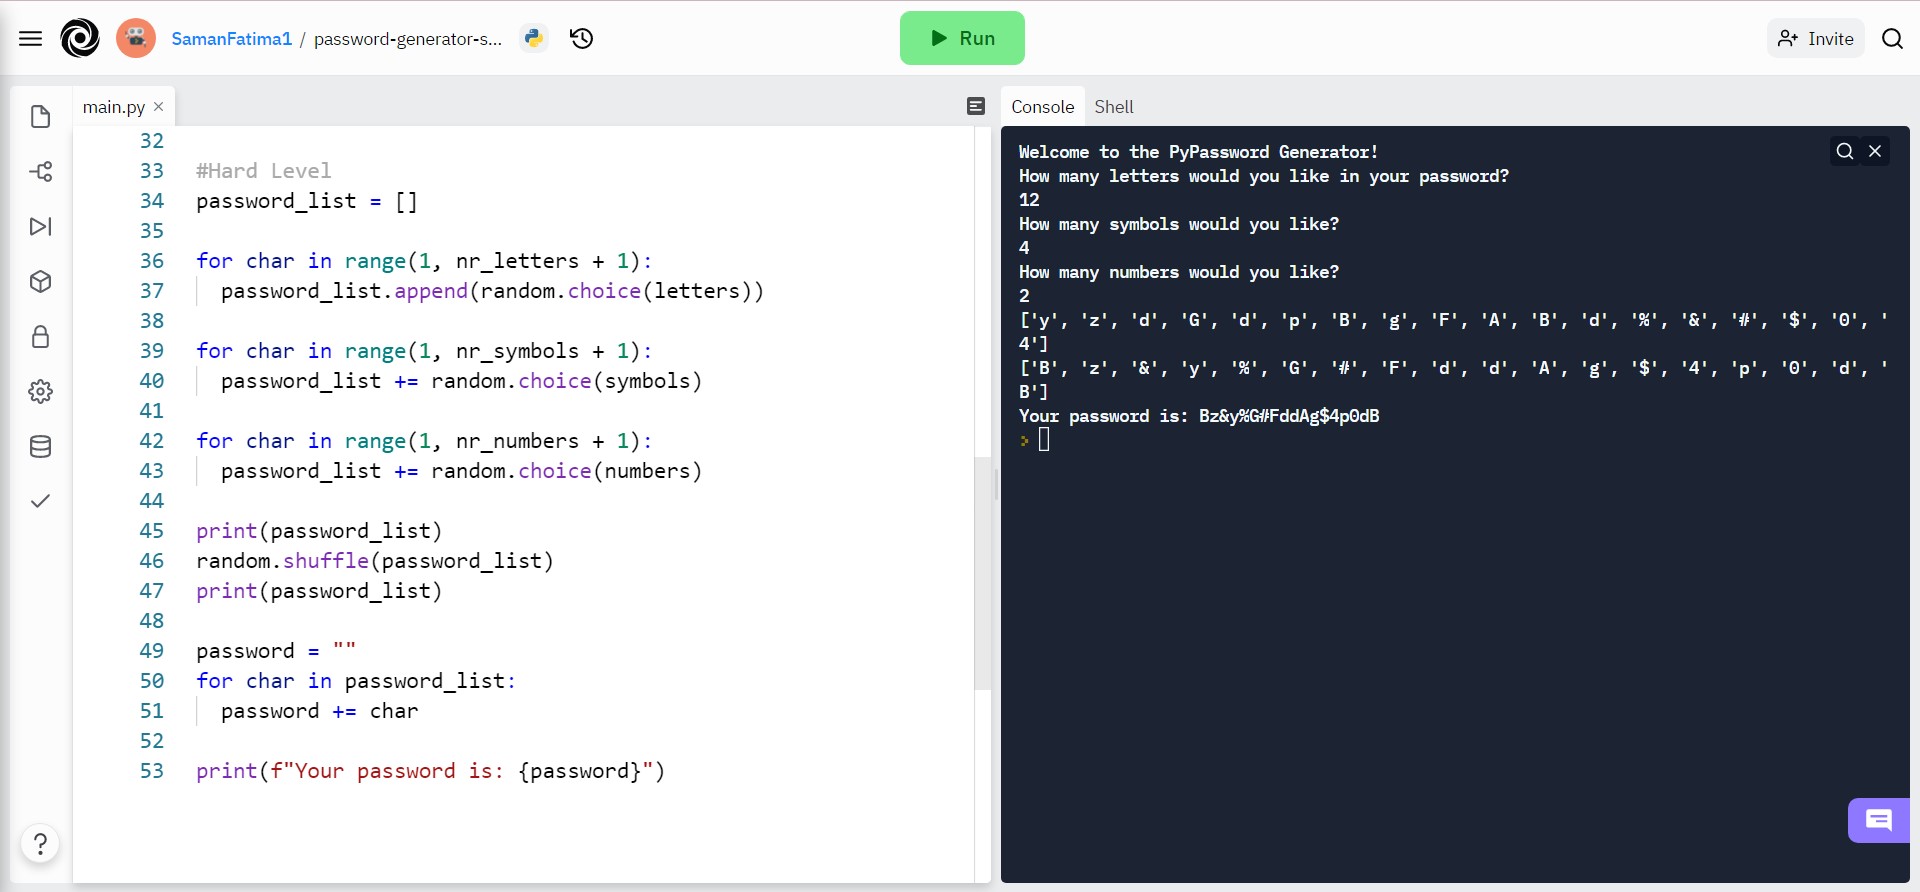 SamanFatima1 / password-generator-s...
Run
Invite
main.py
Console
Shell
32
33 #Hard Level
34 password_list = []
35
36 for char in range(1, nr_letters + 1):
37 password_list.append(random.choice(letters))
38
39 for char in range(1, nr_symbols + 1):
40 password_list += random.choice(symbols)
41
42 for char in range(1, nr_numbers + 1):
43 password_list += random.choice(numbers)
44
45 print(password_list)
46 random.shuffle(password_list)
47 print(password_list)
48
49 password = ""
50 for char in password_list:
51 password += char
52
53 print(f"Your password is: {password}")
?
Welcome to the PyPassword Generator!
How many letters would you like in your password?
12
How many symbols would you like?
4
How many numbers would you like?
2
['y', 'z', 'd', 'G', 'd', 'p', 'B', 'g', 'F', 'A', 'B', 'd', '%', '&', '#', '$', '0', '
4']
['B', 'z', '&', 'y', '%', 'G', '#', 'F', 'd', 'd', 'A', 'g', '$', '4', 'p', '0', 'd', '
B']
Your password is: Bz&y%G#FddAg$4p0dB